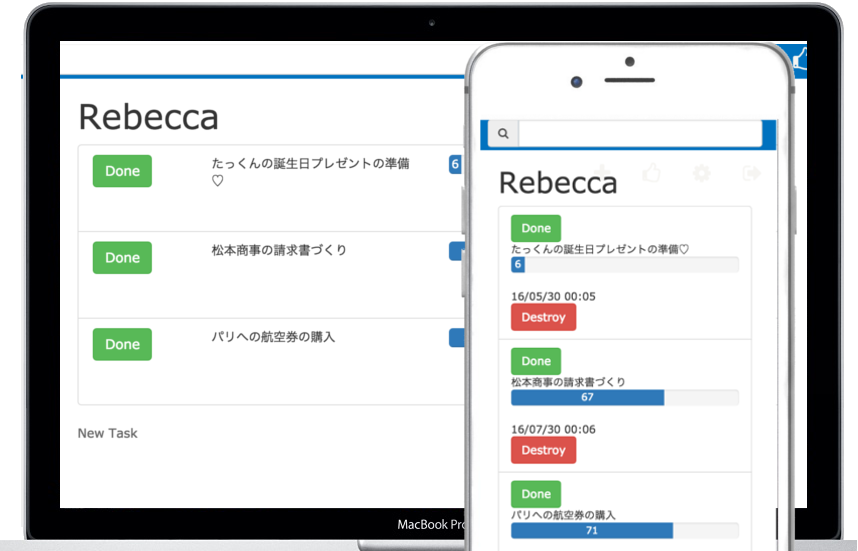 Rebecca
Done
たっくんの誕生日プレゼントの準備
♡
6
Done
松本商事の請求書づくり
Done
パリへの航空券の購入
New Task
MacBook Pro
Rebecca
Done
たっくんの誕生日プレゼントの準備♡
6
16/05/30 00:05
Destroy
Done
松本商事の請求書づくり
67
16/07/30 00:06
Destroy
Done
パリへの航空券の購入
71